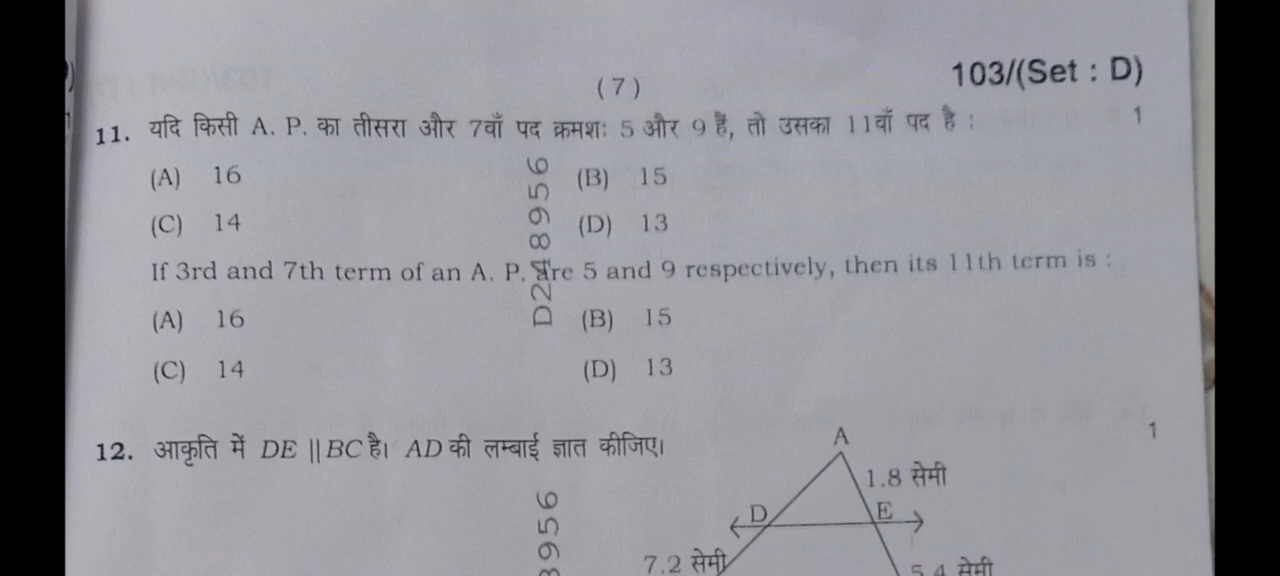 103/(Set : D)
( 7 )
11. यदि किसी A. P. का तीसरा और 7वाँ पद क्रमशः 5 और 9 हैं, तो उसका 11वाँ पद है : 1
(A) 16 (B) 15
(C) 14 (D) 13
If 3rd and 7th term of an A. P. are 5 and 9 respectively, then its 11th term is :
(A) 16 (B) 15
(C) 14 (D) 13
12. आकृति में DE || BC है। AD की लम्बाई ज्ञात कीजिए। 1
A
1.8 सेमी
D E
7.2 सेमी 5.4 सेमी
8956